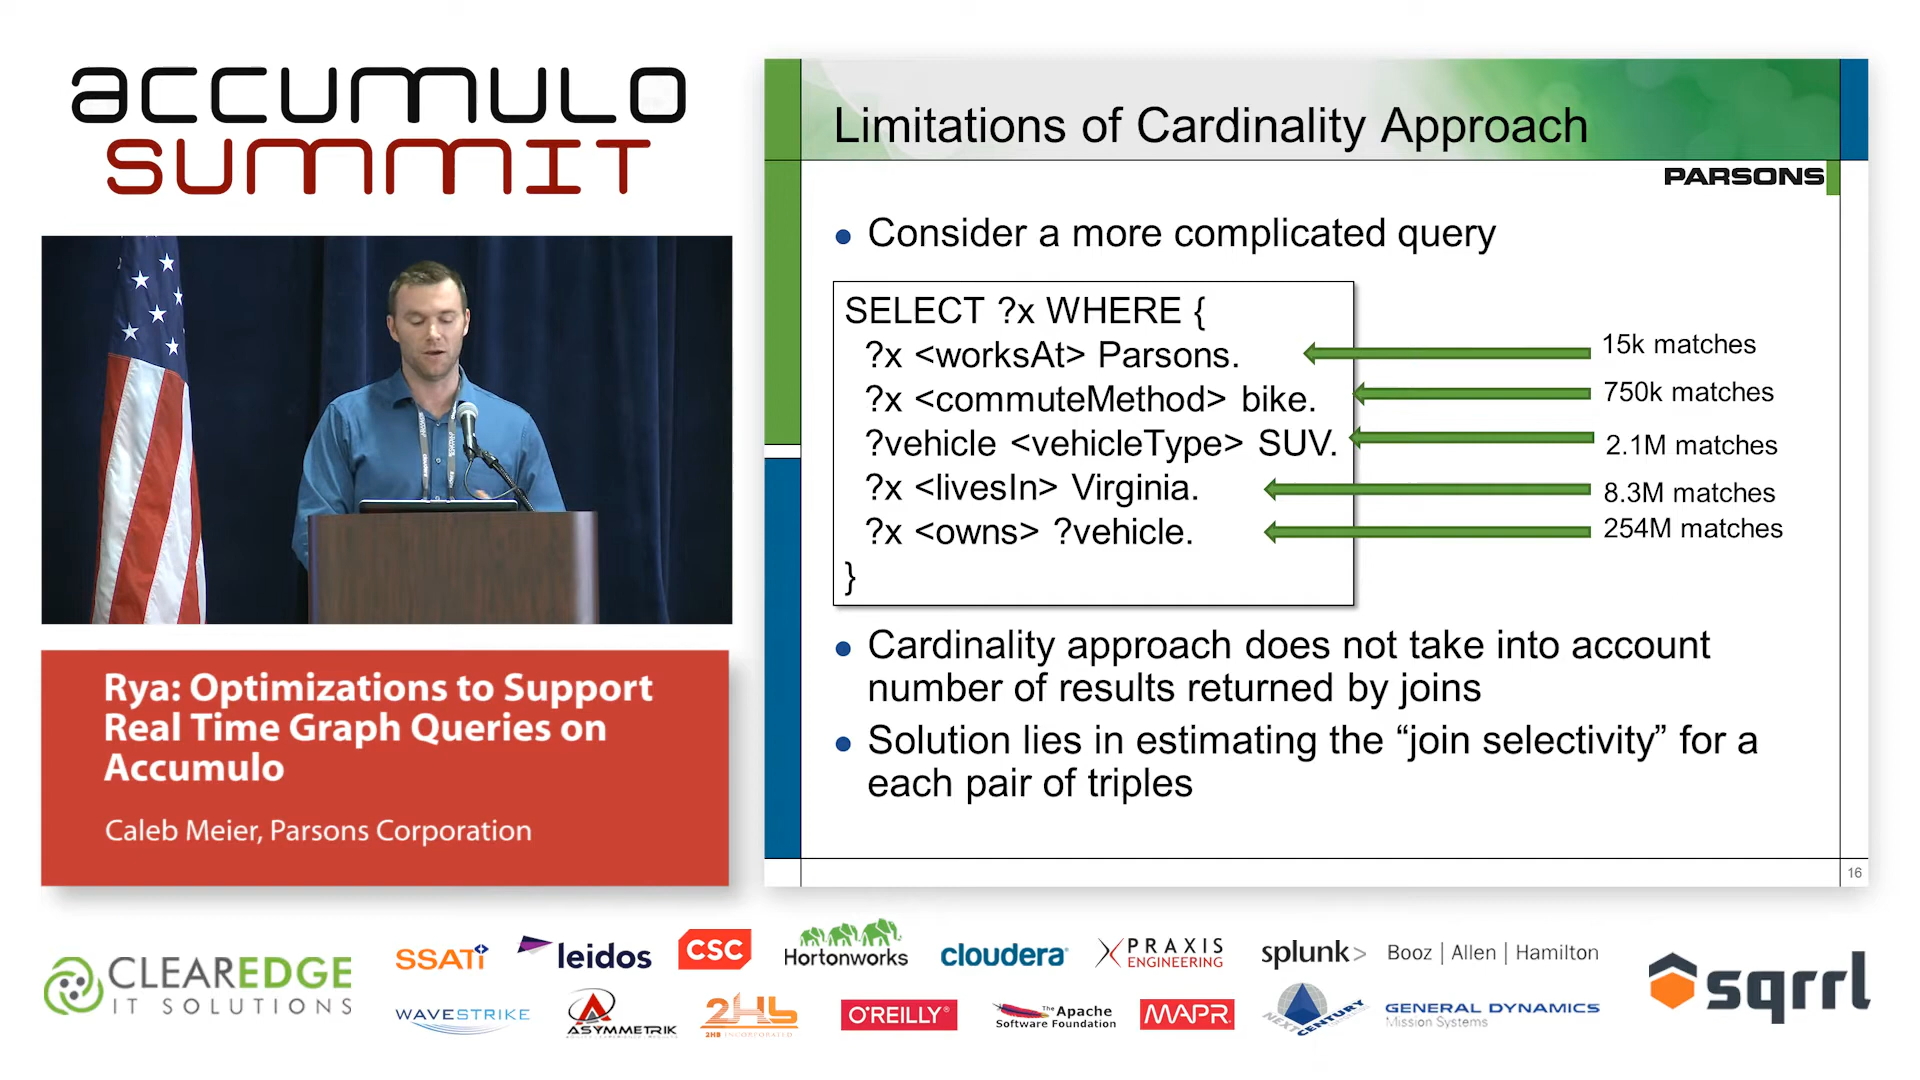 ACCUMULO
SUMMIT
Rya: Optimizations to Support
Real Time Graph Queries on
Accumulo
Caleb Meier, Parsons Corporation
Limitations of Cardinality Approach
PARSONS
• Consider a more complicated query
SELECT ?x WHERE {
?x <worksAt> Parsons.
15k matches
?x <commuteMethod> bike.
750k matches
?vehicle <vehicleType> SUV.
2.1M matches
?x <livesIn> Virginia.
8.3M matches
?x <owns> ?vehicle.
254M matches
}
• Cardinality approach does not take into account
number of results returned by joins
• Solution lies in estimating the “join selectivity” for a
each pair of triples
16
CLEAREDGE
IT SOLUTIONS
SSATi
leidos
CSC
Hortonworks
cloudera
PRAXIS
ENGINEERING
splunk>
Booz | Allen | Hamilton
sqrrl
WAVESTRIKE
ASYMMETRIK
2HB
2HB INCORPORATED
O'REILLY®
The Apache
Software Foundation
MAPR
NEXT CENTURY
GENERAL DYNAMICS
Mission Systems